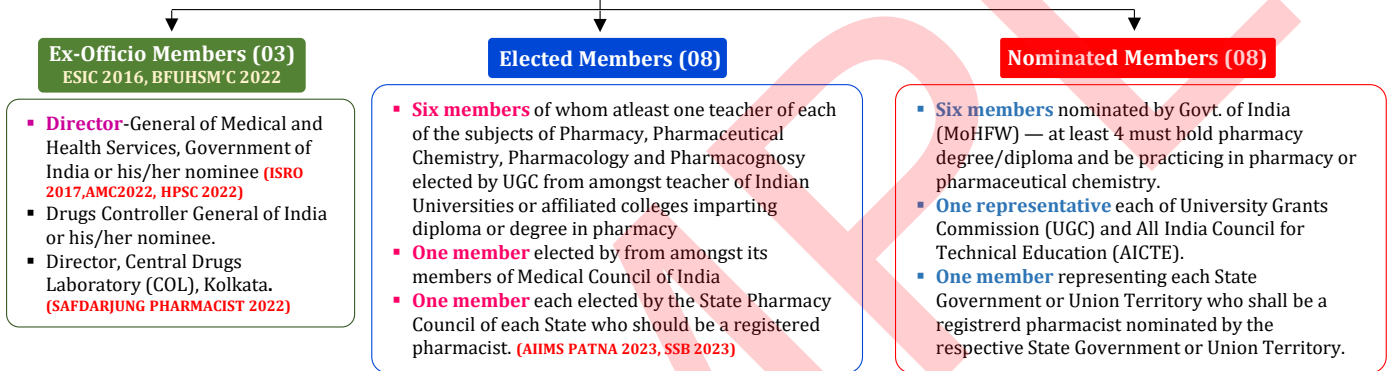 Ex-Officio Members (03)
ESIC 2016, BFUHSM'C 2022
▪ Director-General of Medical and
Health Services, Government of
India or his/her nominee (ISRO
2017,AMC2022, HPSC 2022)
▪ Drugs Controller General of India
or his/her nominee.
▪ Director, Central Drugs
Laboratory (COL), Kolkata.
(SAFDARJUNG PHARMACIST 2022)
Elected Members (08)
▪ Six members of whom atleast one teacher of each
of the subjects of Pharmacy, Pharmaceutical
Chemistry, Pharmacology and Pharmacognosy
elected by UGC from amongst teacher of Indian
Universities or affiliated colleges imparting
diploma or degree in pharmacy
▪ One member elected by from amongst its
members of Medical Council of India
▪ One member each elected by the State Pharmacy
Council of each State who should be a registered
pharmacist. (AIIMS PATNA 2023, SSB 2023)
Nominated Members (08)
▪ Six members nominated by Govt. of India
(MoHFW) — at least 4 must hold pharmacy
degree/diploma and be practicing in pharmacy or
pharmaceutical chemistry.
▪ One representative each of University Grants
Commission (UGC) and All India Council for
Technical Education (AICTE).
▪ One member representing each State
Government or Union Territory who shall be a
registrerd pharmacist nominated by the
respective State Government or Union Territory.